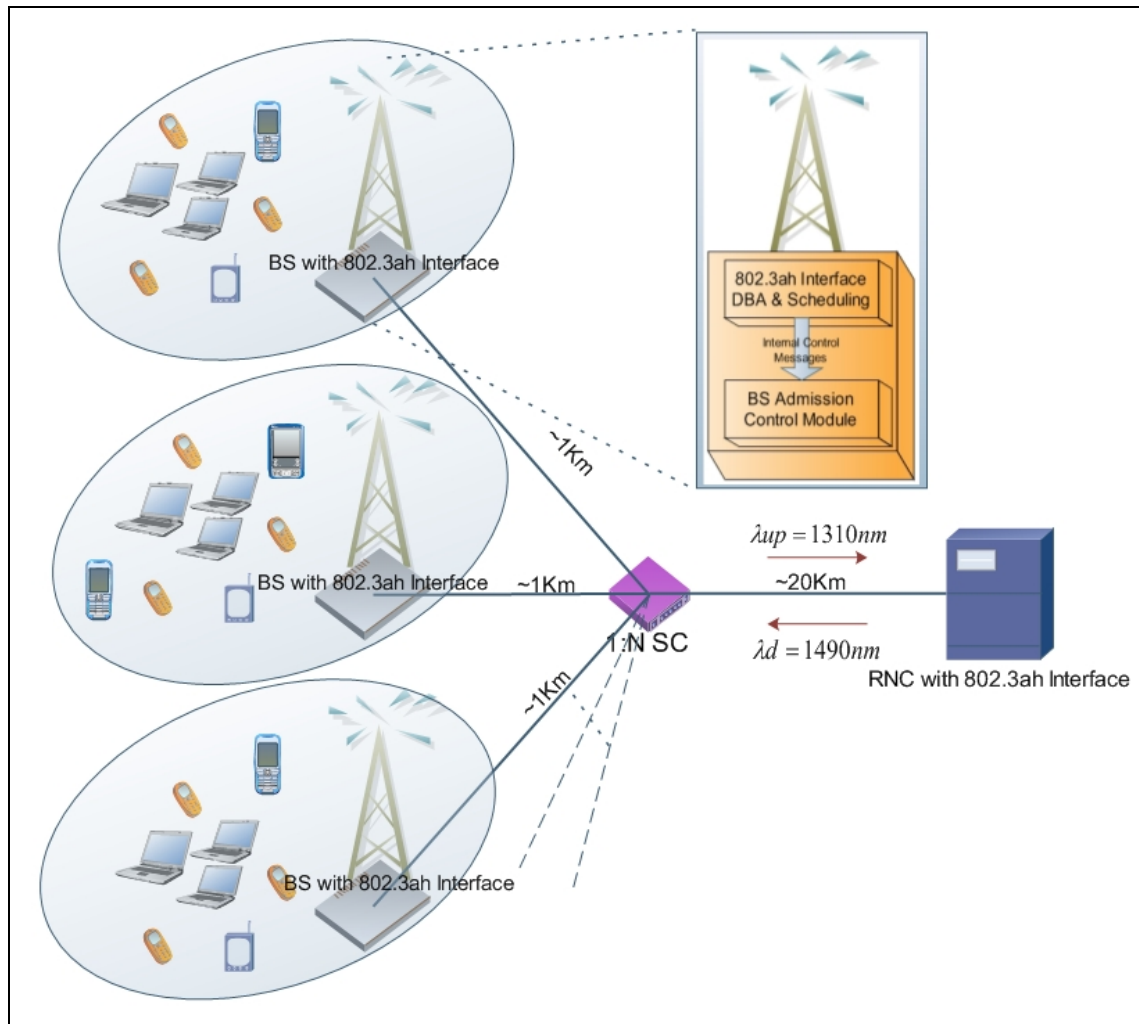 BS with 802.3ah Interface
802.3ah Interface
DBA & Scheduling
Internal Control
Messages
BS Admission
Control Module
~1Km
BS with 802.3ah Interface
~1Km
1:N SC
λup = 1310nm
~20Km
λd = 1490nm
RNC with 802.3ah Interface
~1Km
BS with 802.3ah Interface